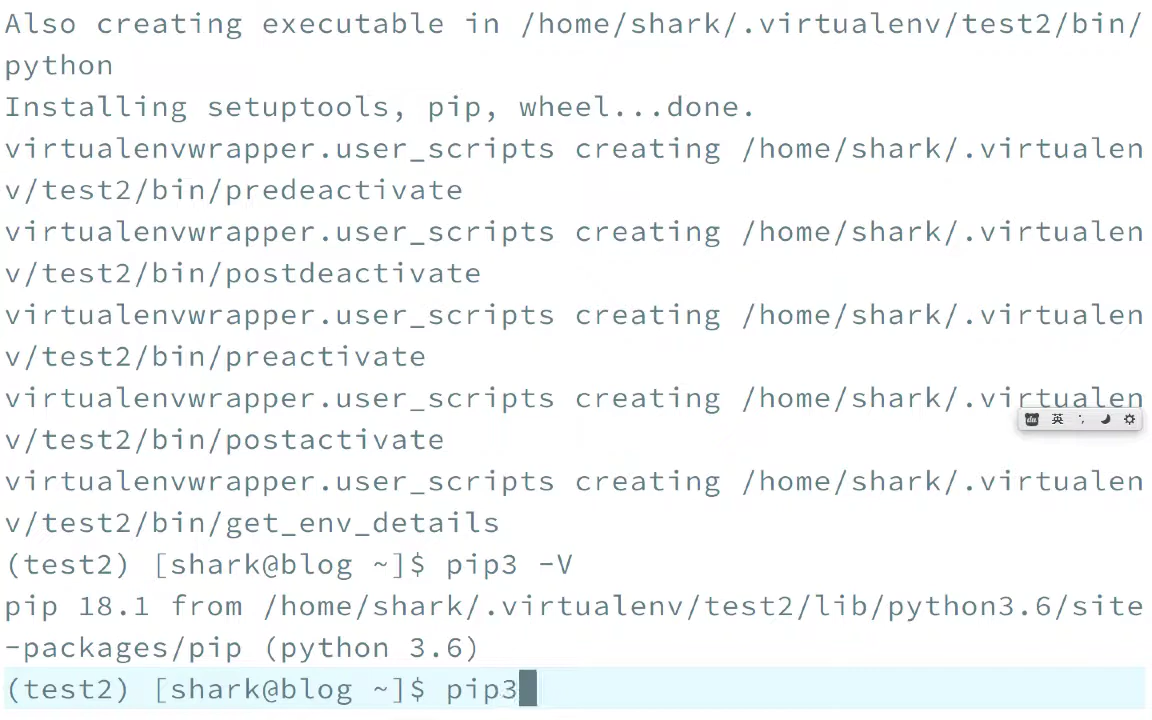 Also creating executable in /home/shark/.virtualenv/test2/bin/
python
Installing setuptools, pip, wheel...done.
virtualenvwrapper.user_scripts creating /home/shark/.virtualen
v/test2/bin/predeactivate
virtualenvwrapper.user_scripts creating /home/shark/.virtualen
v/test2/bin/postdeactivate
virtualenvwrapper.user_scripts creating /home/shark/.virtualen
v/test2/bin/preactivate
virtualenvwrapper.user_scripts creating /home/shark/.virtualen
英
v/test2/bin/postactivate
virtualenvwrapper.user_scripts creating /home/shark/.virtualen
v/test2/bin/get_env_details
(test2) [shark@blog ~]$ pip3 -V
pip 18.1 from /home/shark/.virtualenv/test2/lib/python3.6/site
-packages/pip (python 3.6)
(test2) [shark@blog ~]$ pip3